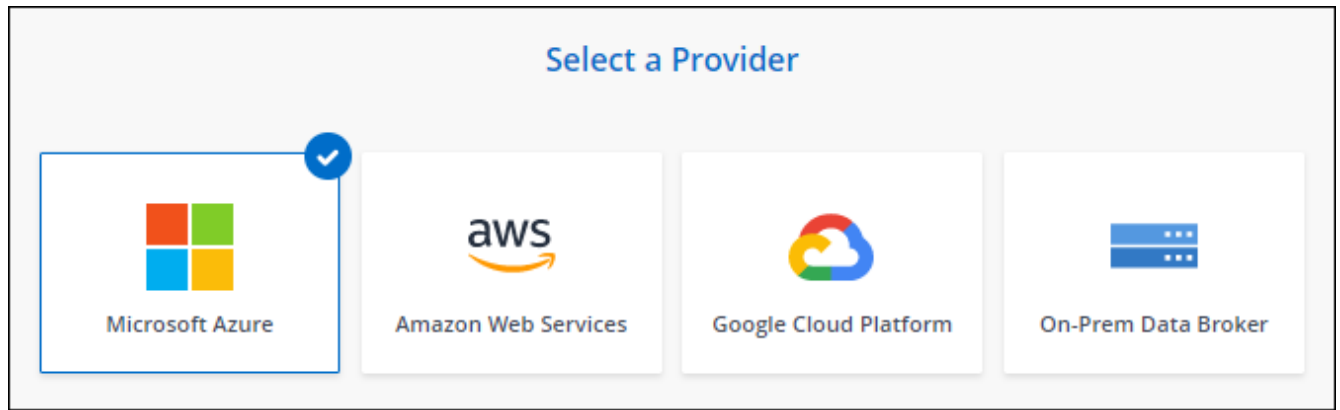 Select a Provider
aws
Microsoft Azure
Amazon Web Services
Google Cloud Platform
On-Prem Data Broker